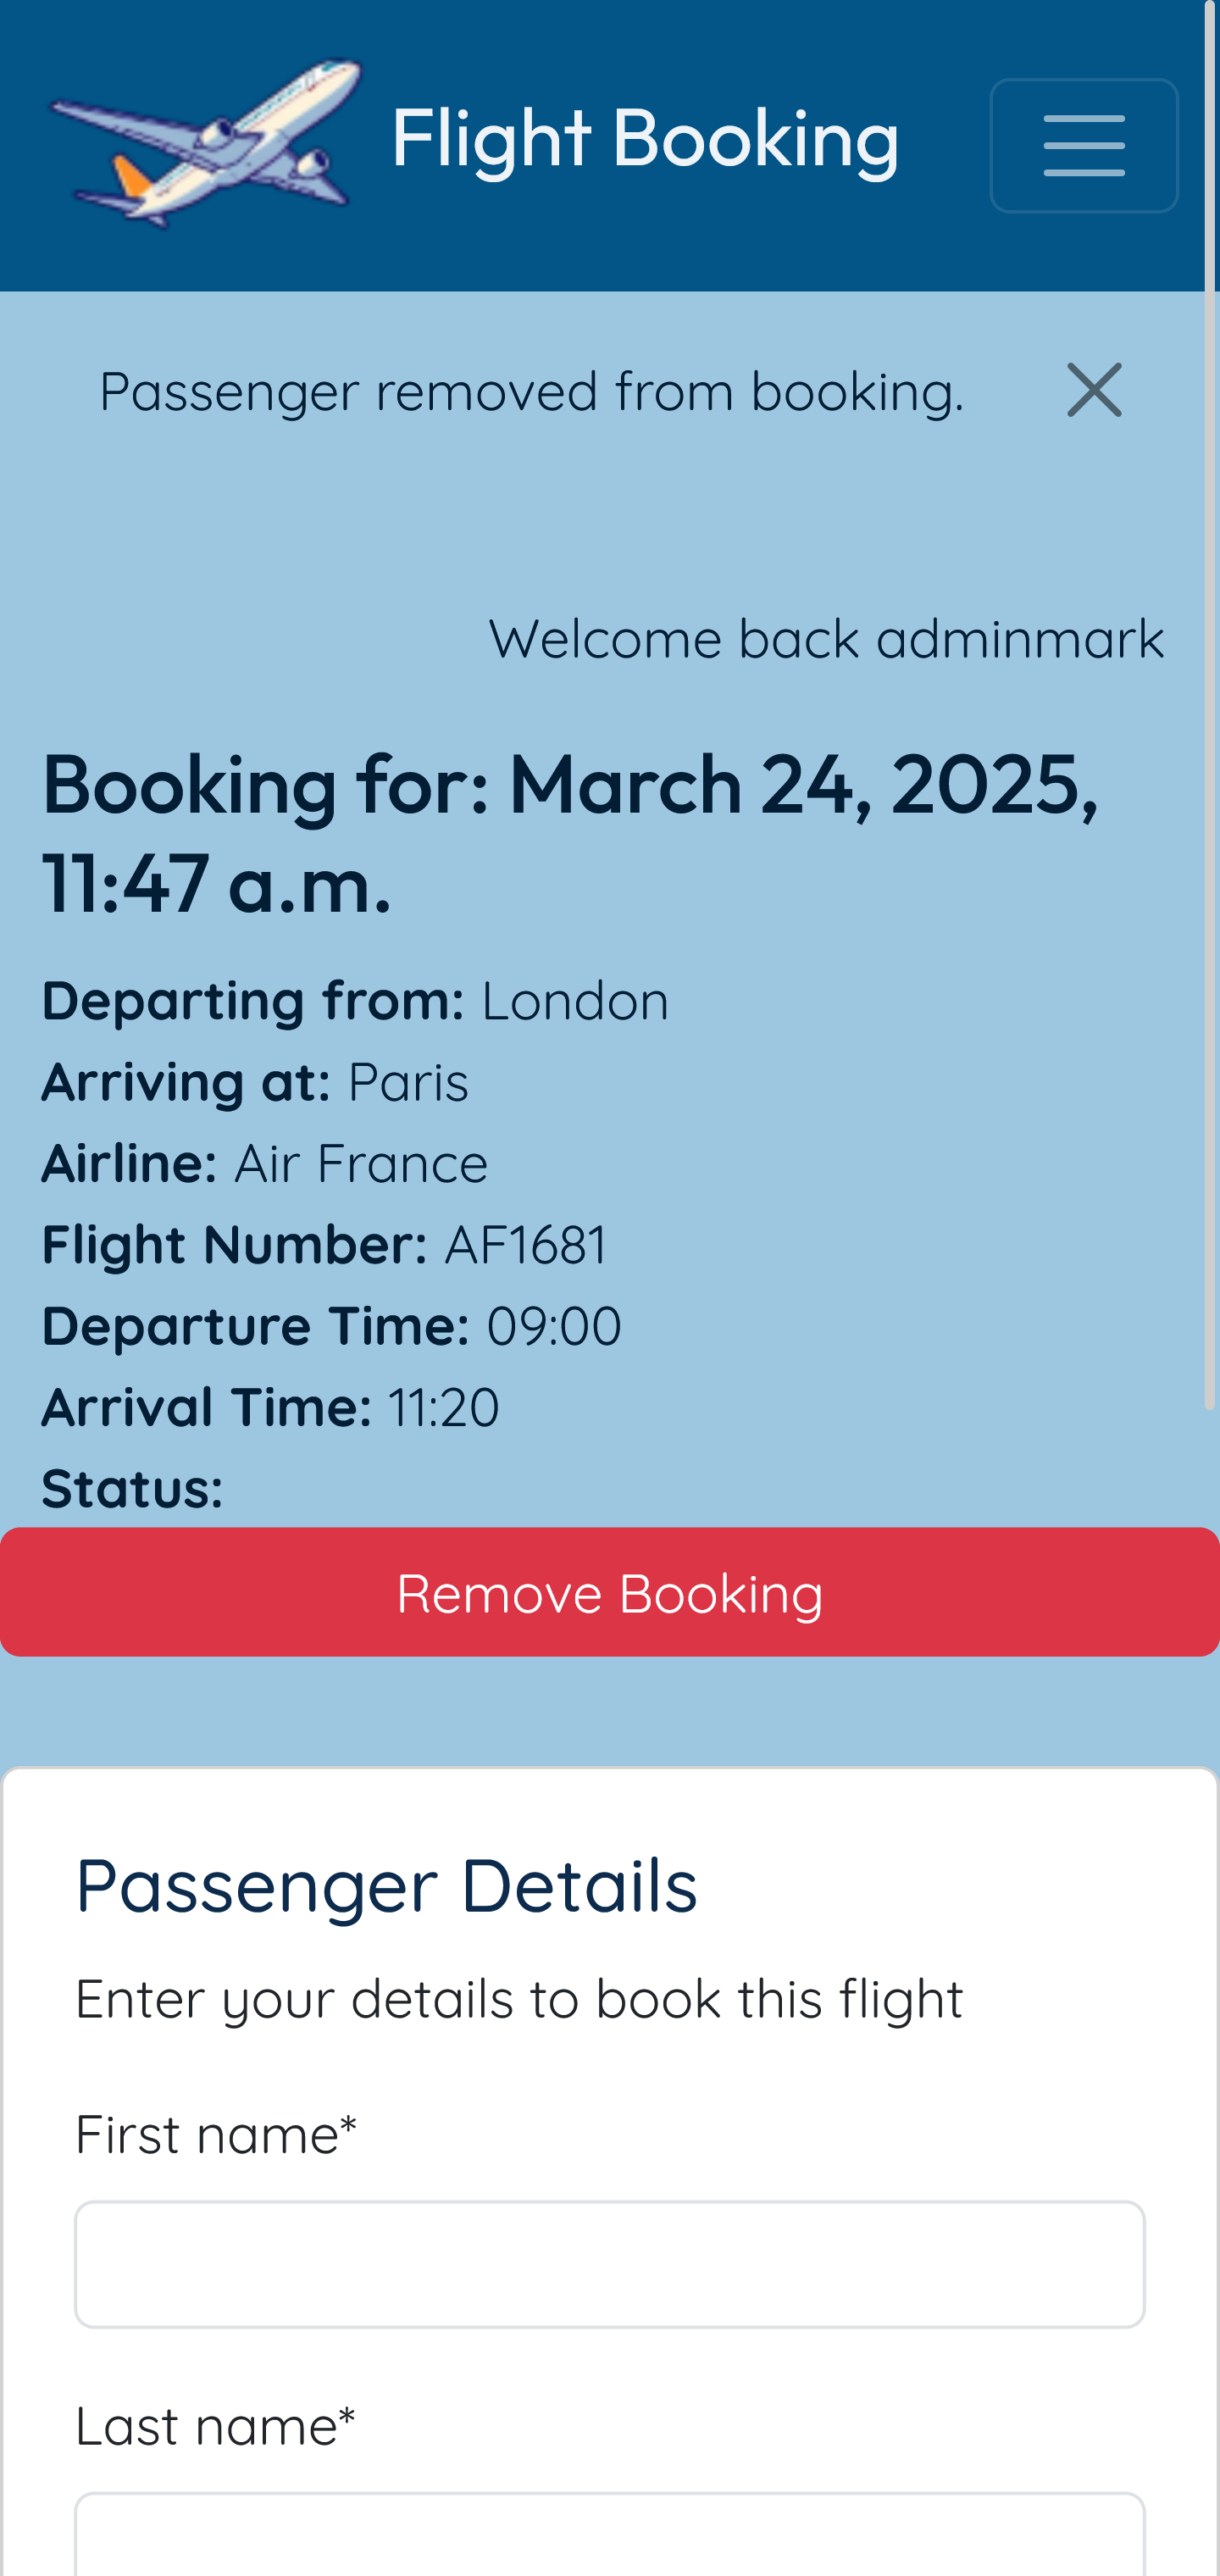 Flight Booking
Passenger removed from booking.
Welcome back adminmark
Booking for: March 24, 2025,
11:47 a.m.
Departing from: London
Arriving at: Paris
Airline: Air France
Flight Number: AF1681
Departure Time: 09:00
Arrival Time: 11:20
Status:
Remove Booking
Passenger Details
Enter your details to book this flight
First name*
Last name*